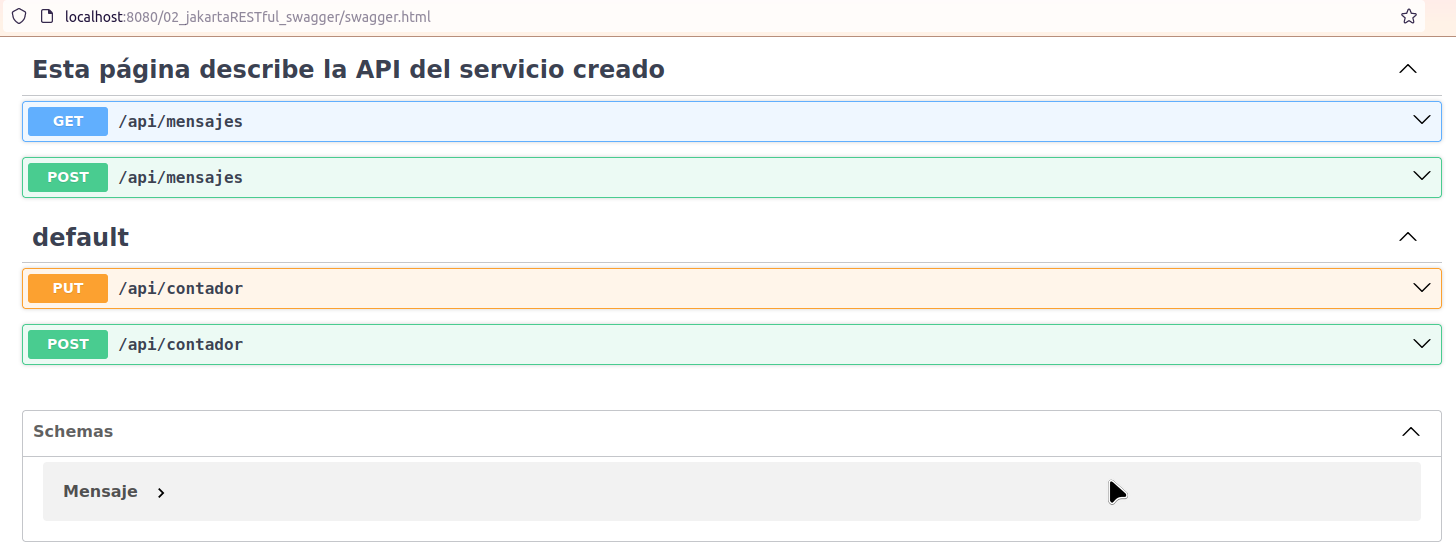 localhost:8080/02_jakartaRESTful_swagger/swagger.html
Esta página describe la API del servicio creado
GET /api/mensajes
POST /api/mensajes
default
PUT /api/contador
POST /api/contador
Schemas
Mensaje